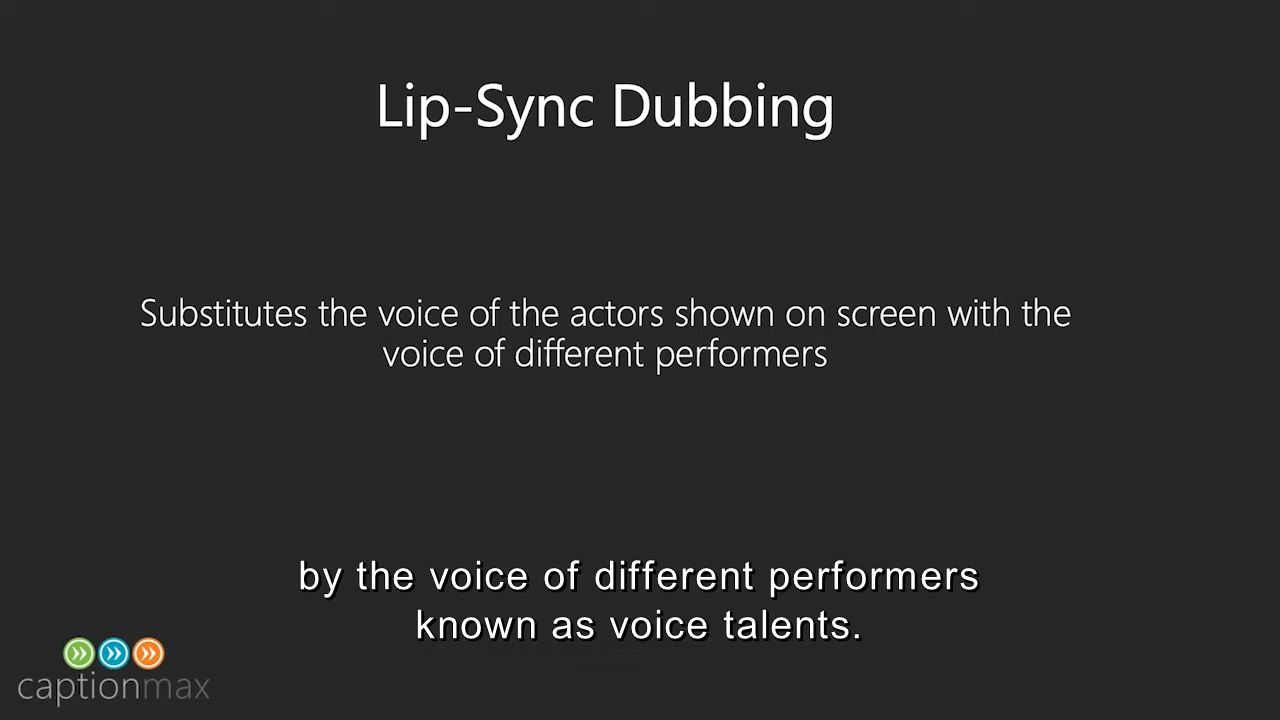 Lip-Sync Dubbing
Substitutes the voice of the actors shown on screen with the
voice of different performers
by the voice of different performers
known as voice talents.
captionmax